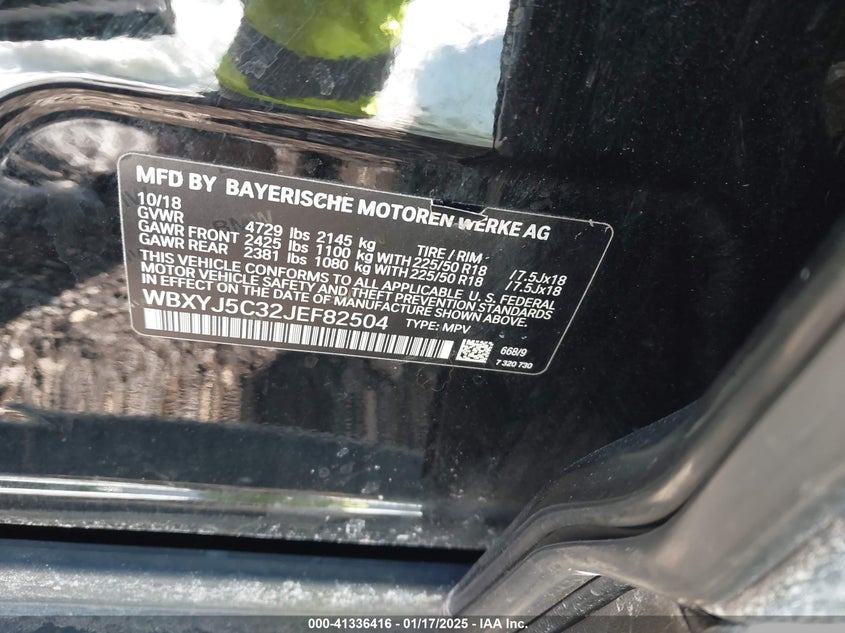 MFD BY BAYERISCHE MOTOREN WERKE AG
10/18
GVWR 4729 lbs 2145 kg TIRE / RIM
GAWR FRONT 2425 lbs 1100 kg WITH 225/50 R18 /7.5Jx18
GAWR REAR 2381 lbs 1080 kg WITH 225/50 R18 /7.5Jx18
THIS VEHICLE CONFORMS TO ALL APPLICABLE U.S. FEDERAL
MOTOR VEHICLE SAFETY AND THEFT PREVENTION STANDARDS
IN EFFECT ON THE DATE OF MANUFACTURE SHOWN ABOVE.
WBXYJ5C32JEF82504 TYPE: MPV
668/9
7 320 730
000-41336416 - 01/17/2025 - IAA Inc.